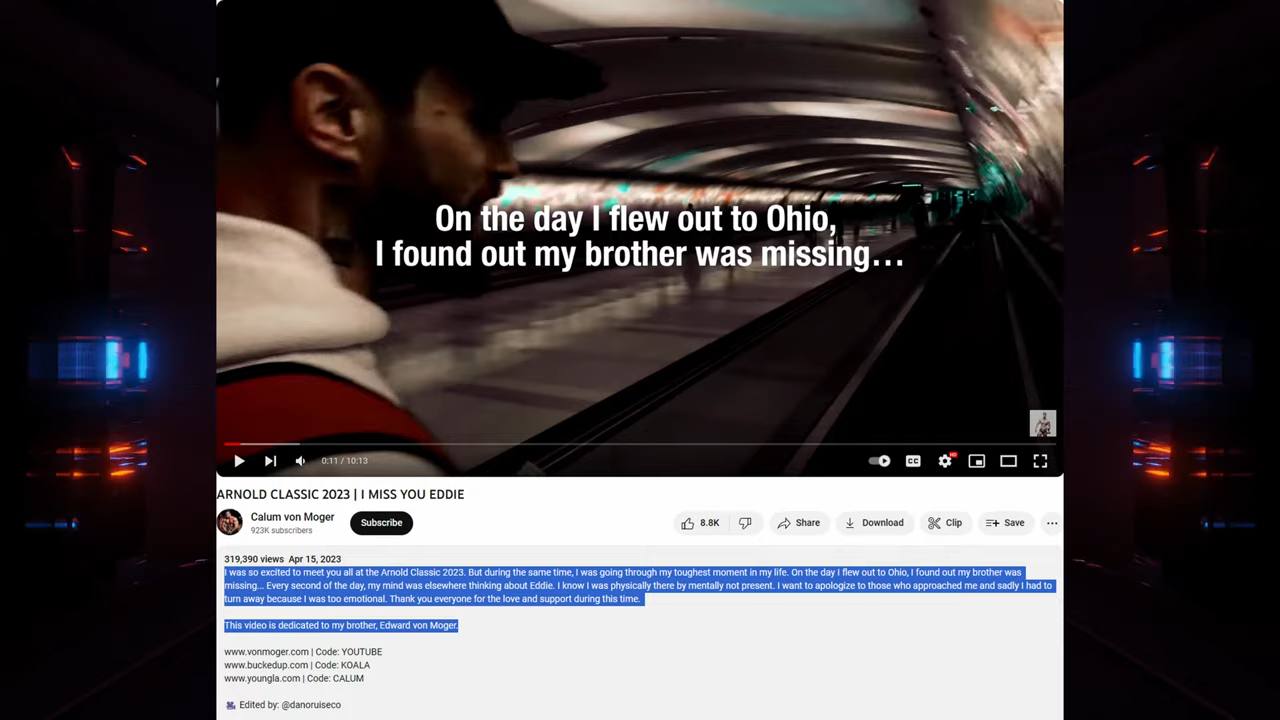 On the day I flew out to Ohio,
I found out my brother was missing...
0:11 / 10:13
CC
HD
ARNOLD CLASSIC 2023 | I MISS YOU EDDIE
Calum von Moger
923K subscribers
Subscribe
8.8K
Share
Download
Clip
Save
319,390 views Apr 15, 2023
I was so excited to meet you all at the Arnold Classic 2023. But during the same time, I was going through my toughest moment in my life. On the day I flew out to Ohio, I found out my brother was
missing... Every second of the day, my mind was elsewhere thinking about Eddie. I know I was physically there by mentally not present. I want to apologize to those who approached me and sadly I had to
turn away because I was too emotional. Thank you everyone for the love and support during this time.
This video is dedicated to my brother, Edward von Moger.
www.vonmoger.com | Code: YOUTUBE
www.buckedup.com | Code: KOALA
www.youngla.com | Code: CALUM
Edited by: @danoruiseco